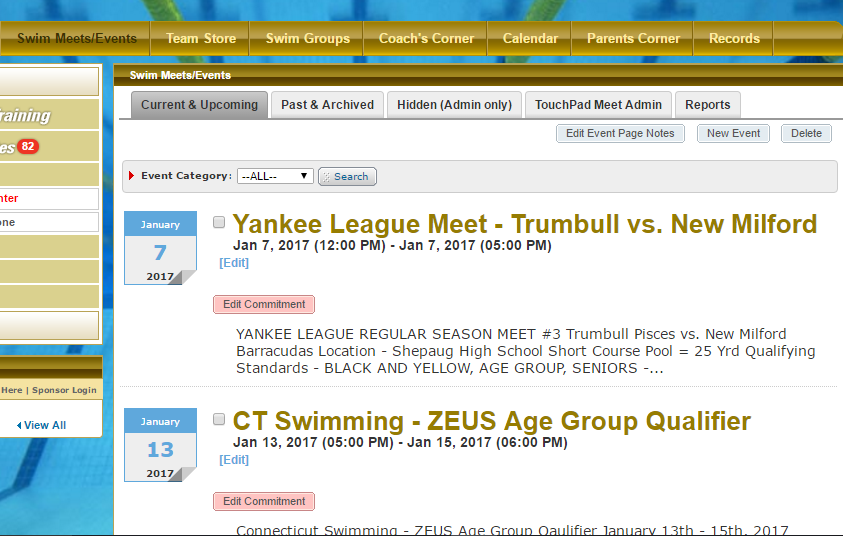 Swim Meets/Events Team Store Swim Groups Coach's Corner Calendar Parents Corner Records
Swim Meets/Events
Current & Upcoming Past & Archived Hidden (Admin only) TouchPad Meet Admin Reports
Edit Event Page Notes New Event Delete
82
Event Category: --ALL-- Search
January
7
2017
Yankee League Meet - Trumbull vs. New Milford
Jan 7, 2017 (12:00 PM) - Jan 7, 2017 (05:00 PM)
[Edit]
Edit Commitment
YANKEE LEAGUE REGULAR SEASON MEET #3 Trumbull Pisces vs. New Milford
Barracudas Location - Shepaug High School Short Course Pool = 25 Yrd Qualifying
Standards - BLACK AND YELLOW, AGE GROUP, SENIORS -...
Here | Sponsor Login
View All
January
13
2017
CT Swimming - ZEUS Age Group Qualifier
Jan 13, 2017 (05:00 PM) - Jan 15, 2017 (06:00 PM)
[Edit]
Edit Commitment
Connecticut Swimming - ZEUS Age Group Qaulifier January 13th - 15th, 2017